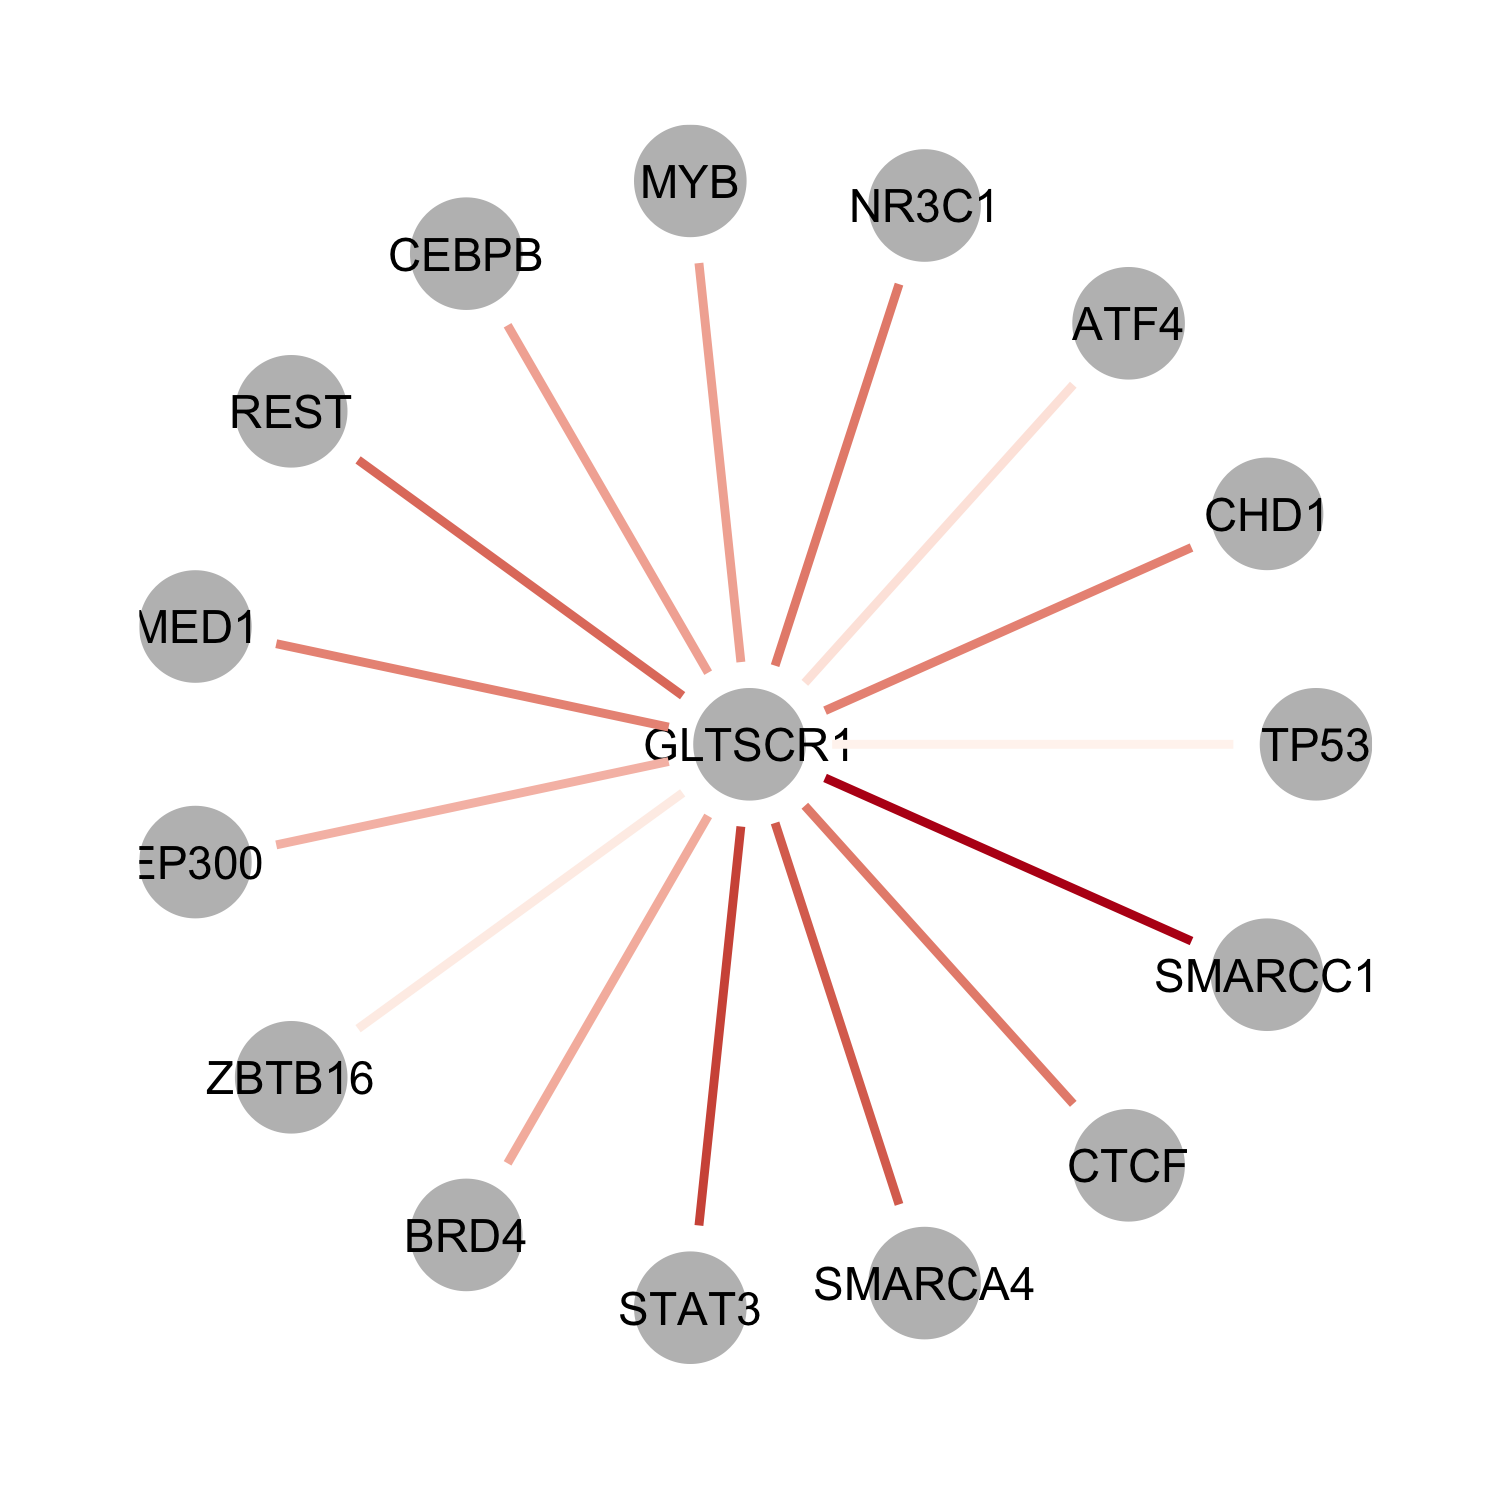 MYB
NR3C1
CEBPB
ATF4
REST
CHD1
MED1
GLTSCR1
TP53
EP300
SMARCC1
ZBTB16
CTCF
BRD4
SMARCA4
STAT3